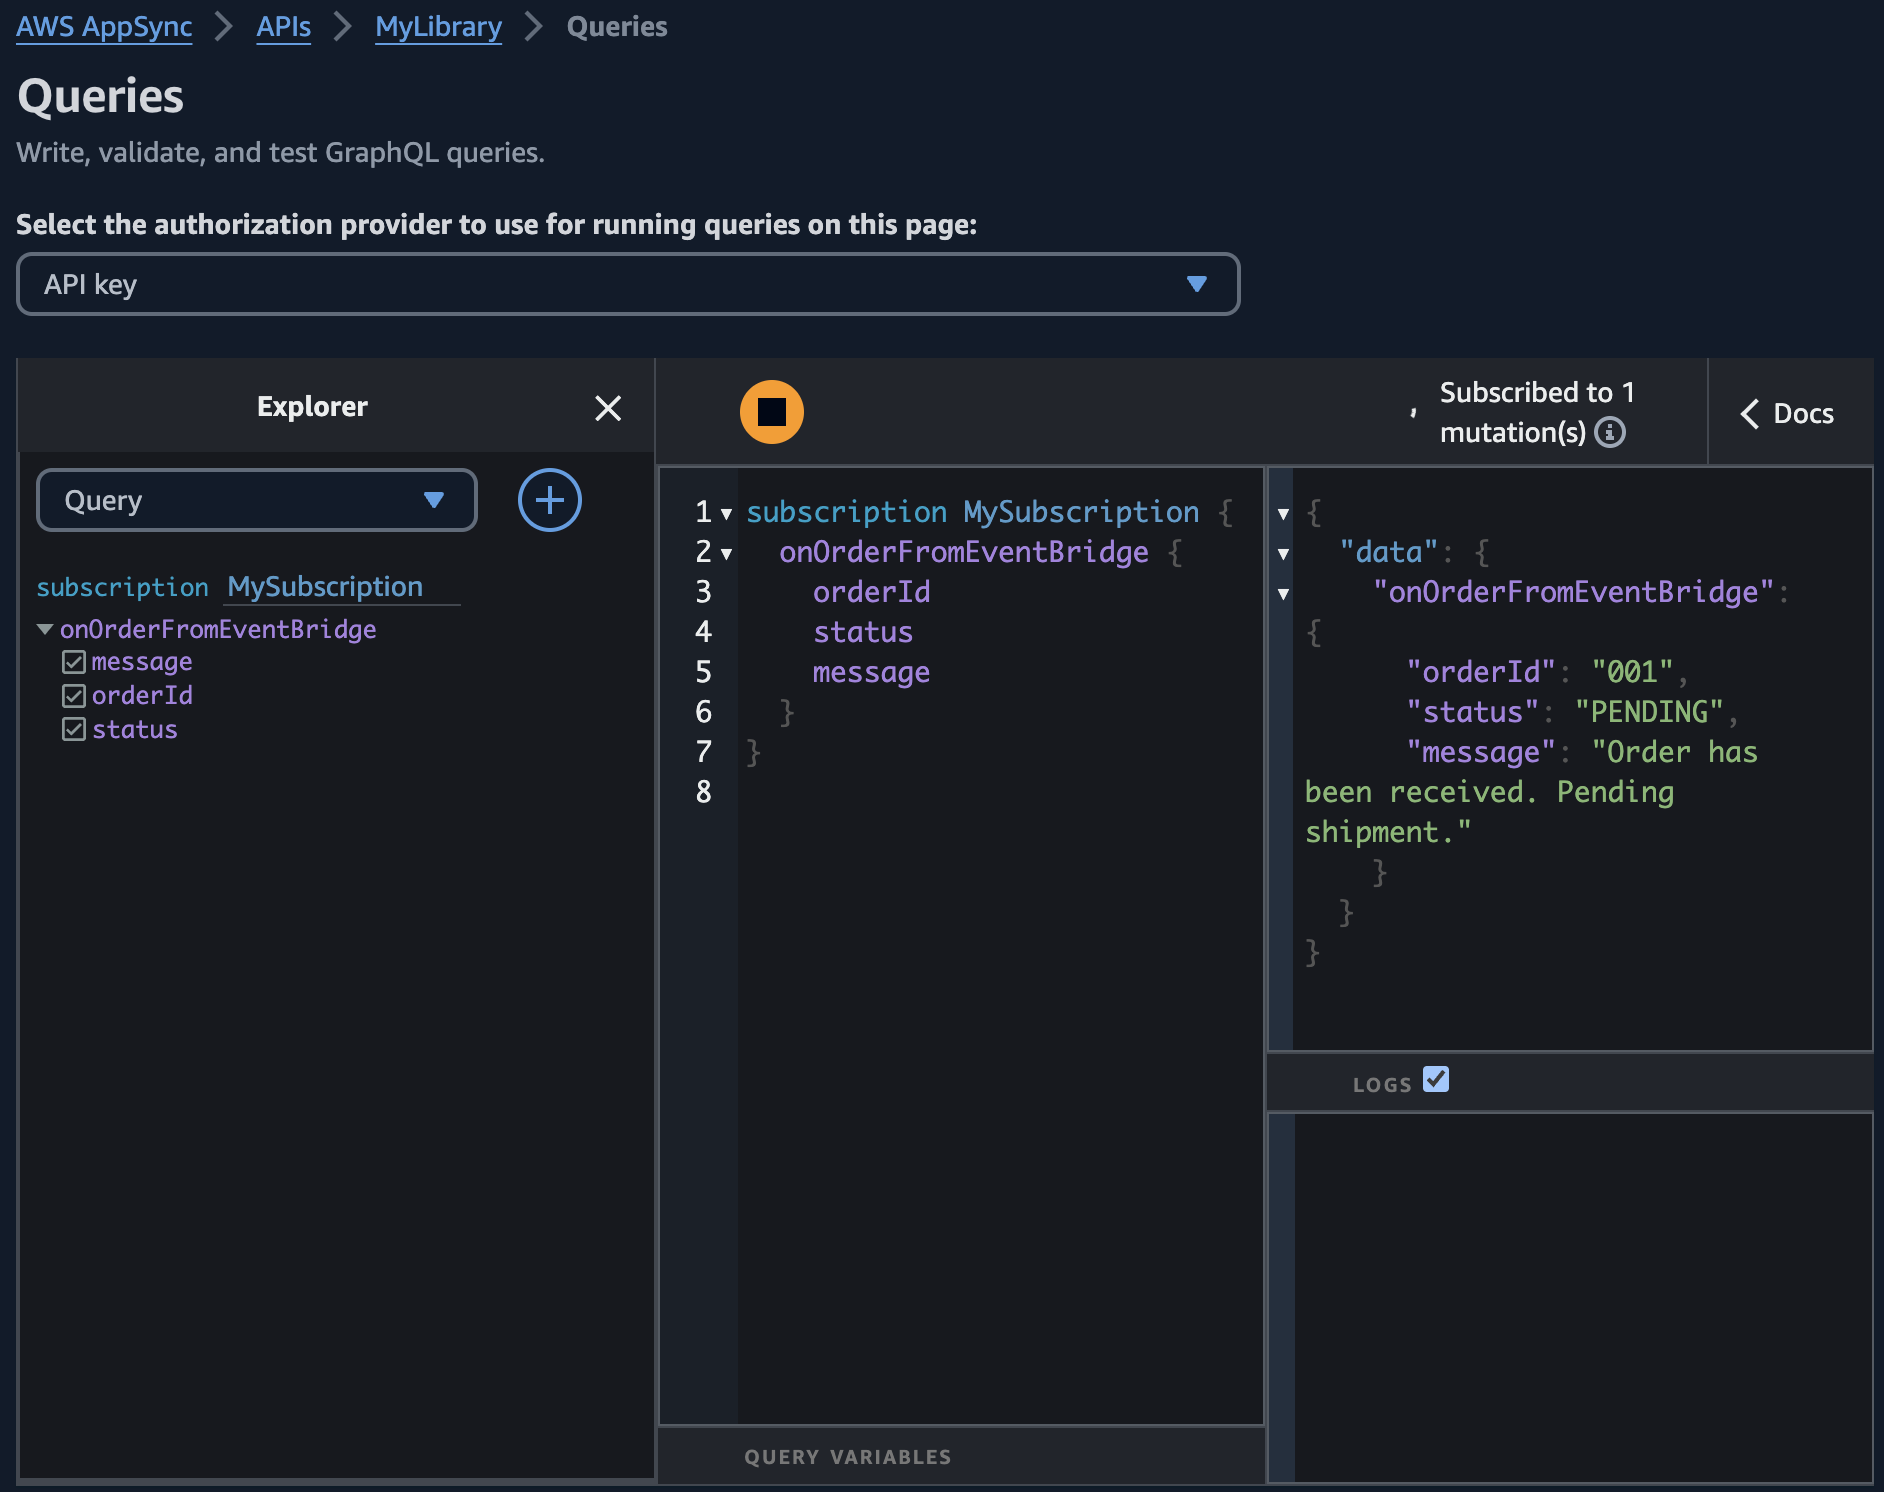 AWS AppSync > APIs > MyLibrary > Queries
Queries
Write, validate, and test GraphQL queries.
Select the authorization provider to use for running queries on this page:
API key
Explorer
Query
subscription MySubscription
onOrderFromEventBridge
message
orderId
status
Subscribed to 1
mutation(s)
Docs
1 subscription MySubscription {
2 onOrderFromEventBridge {
3 orderId
4 status
5 message
6 }
7 }
8
QUERY VARIABLES
{
"data": {
"onOrderFromEventBridge":
{
"orderId": "001",
"status": "PENDING",
"message": "Order has
been received. Pending
shipment."
}
}
}
LOGS